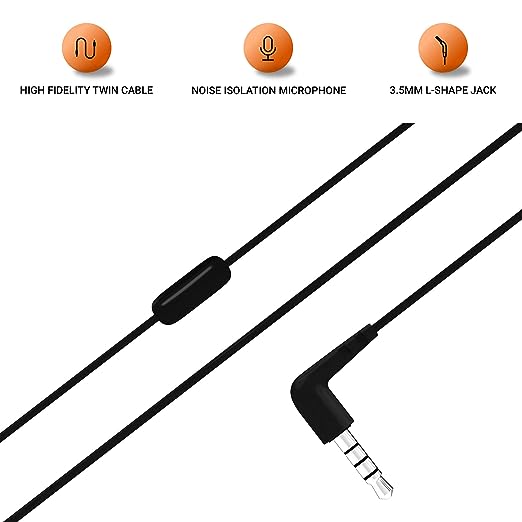 HIGH FIDELITY TWIN CABLE
NOISE ISOLATION MICROPHONE
3.5MM L-SHAPE JACK